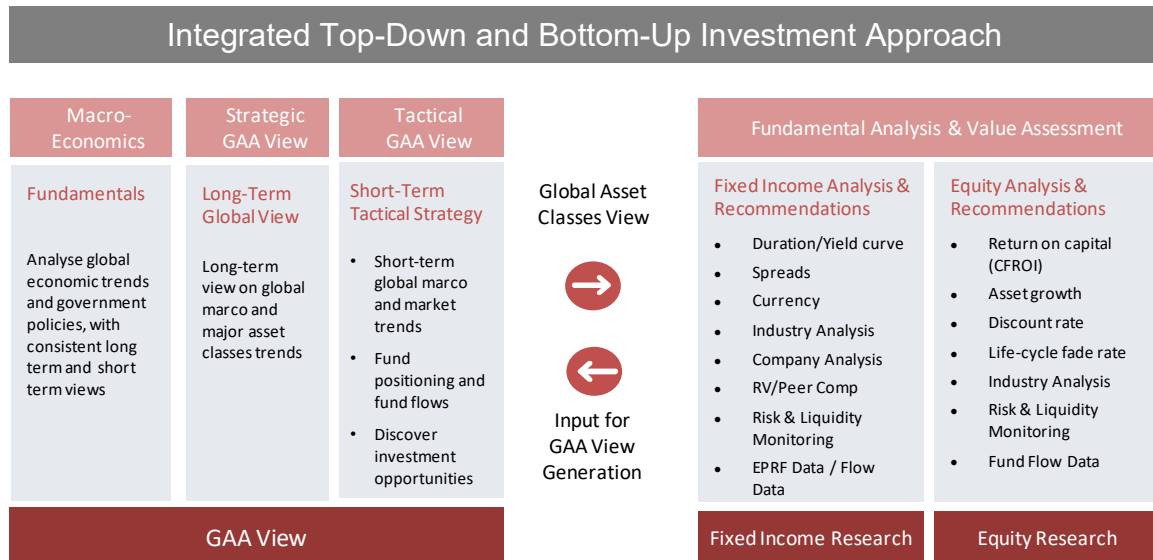 Integrated Top-Down and Bottom-Up Investment Approach
Macro-
Economics
Fundamentals
Analyse global
economic trends
and government
policies, with
consistent long
term and short
term views
Strategic
GAA View
Long-Term
Global View
Long-term
view on global
marco and
major asset
classes trends
Tactical
GAA View
Short-Term
Tactical Strategy
• Short-term
global marco
and market
trends
• Fund
positioning and
fund flows
• Discover
investment
opportunities
GAA View
Global Asset
Classes View
Input for
GAA View
Generation
Fundamental Analysis & Value Assessment
Fixed Income Analysis &
Recommendations
• Duration/Yield curve
• Spreads
• Currency
• Industry Analysis
• Company Analysis
• RV/Peer Comp
• Risk & Liquidity
Monitoring
• EPRF Data / Flow
Data
Fixed Income Research
Equity Analysis &
Recommendations
• Return on capital
(CFROI)
• Asset growth
• Discount rate
• Life-cycle fade rate
• Industry Analysis
• Risk & Liquidity
Monitoring
• Fund Flow Data
Equity Research